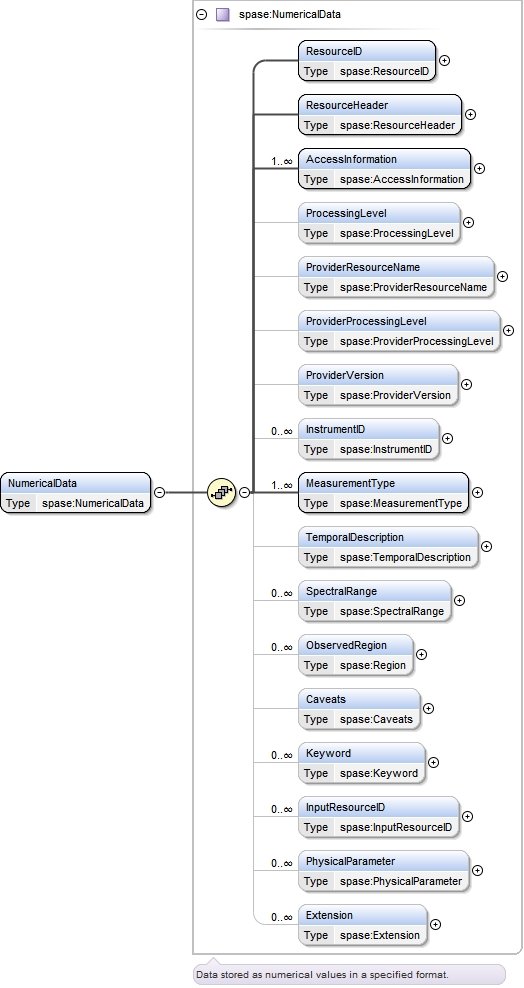 spase:NumericalData
ResourceID
Type spase:ResourceID
ResourceHeader
Type spase:ResourceHeader
1..∞
AccessInformation
Type spase:AccessInformation
ProcessingLevel
Type spase:ProcessingLevel
ProviderResourceName
Type spase:ProviderResourceName
ProviderProcessingLevel
Type spase:ProviderProcessingLevel
ProviderVersion
Type spase:ProviderVersion
0..∞
InstrumentID
Type spase:InstrumentID
NumericalData
Type spase:NumericalData
1..∞
MeasurementType
Type spase:MeasurementType
TemporalDescription
Type spase:TemporalDescription
0..∞
SpectralRange
Type spase:SpectralRange
0..∞
ObservedRegion
Type spase:Region
Caveats
Type spase:Caveats
0..∞
Keyword
Type spase:Keyword
0..∞
InputResourceID
Type spase:InputResourceID
0..∞
PhysicalParameter
Type spase:PhysicalParameter
0..∞
Extension
Type spase:Extension
Data stored as numerical values in a specified format.